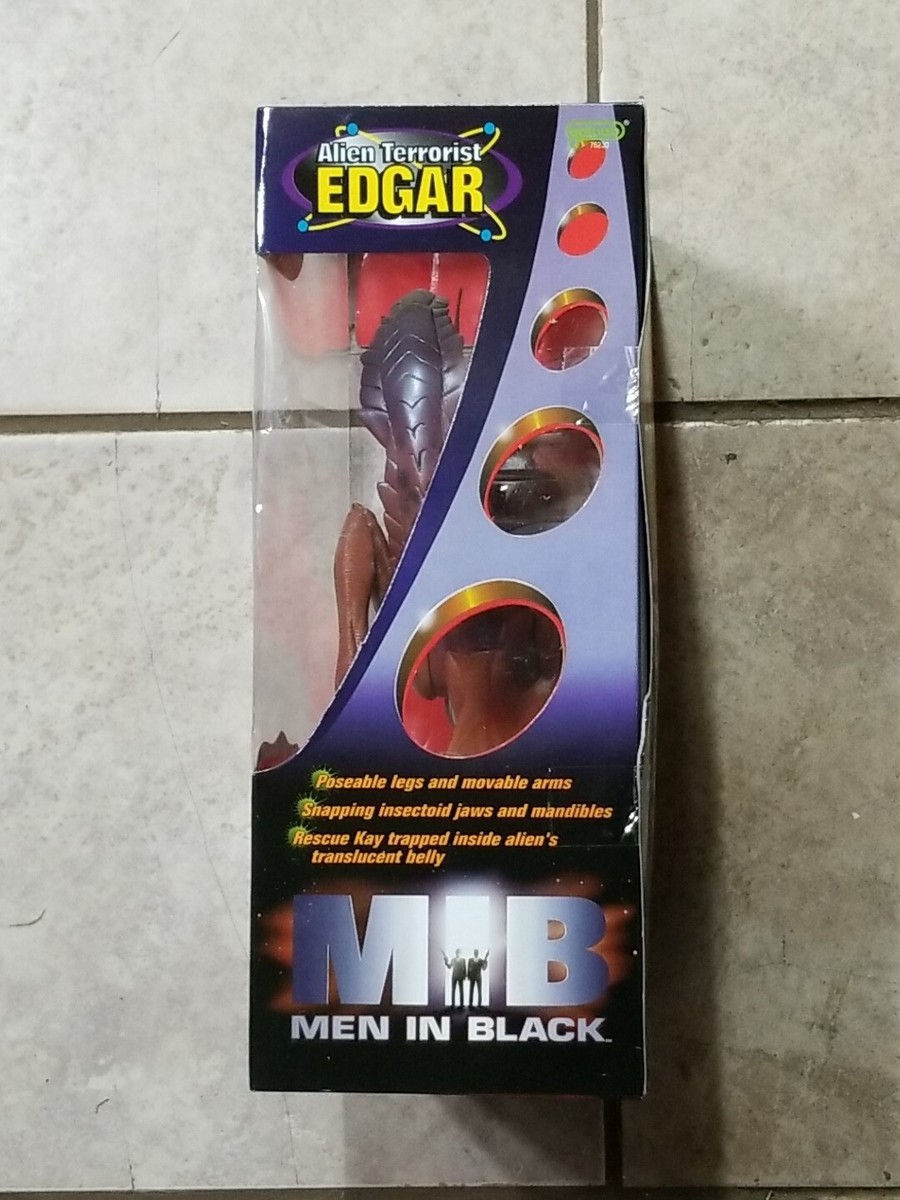 Alien Terrorist
EDGAR
76220
Poseable legs and movable arms
Snapping insectoid jaws and mandibles
Rescue Kay trapped inside alien's
translucent belly
MIB
MEN IN BLACK